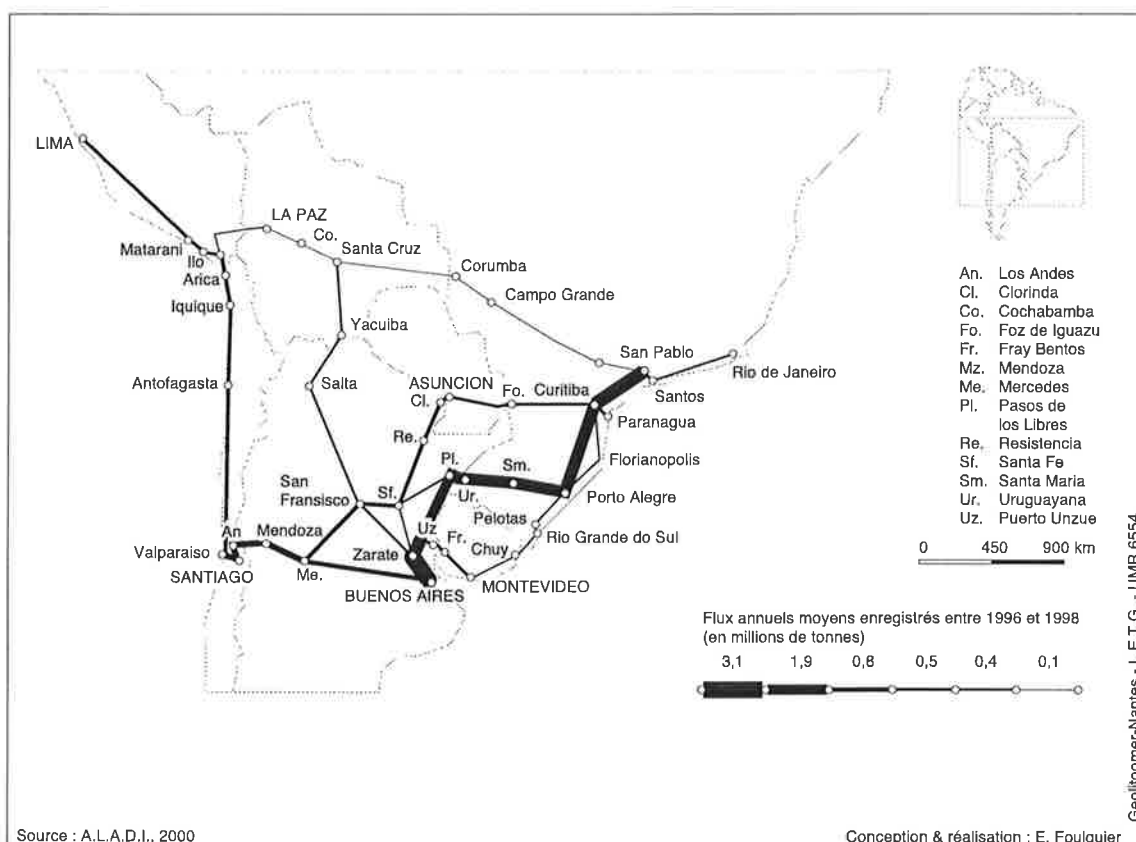 LIMA
LA PAZ
Co.
Santa Cruz
Matarani
Ilo
Arica
Iquique
Corumba
Campo Grande
Yacuiba
San Pablo
Rio de Janeiro
Santos
Antofagasta
Salta
ASUNCION
Cl.
Fo.
Curitiba
Paranagua
Re.
Florianopolis
Pl.
Sm.
Ur.
Porto Alegre
San
Fransisco
Sf.
Pelotas
Rio Grande do Sul
An
Mendoza
Uz
Fr.
Chuy
Zarate
Valparaiso
SANTIAGO
Me.
BUENOS AIRES
MONTEVIDEO
An. Los Andes
Cl. Clorinda
Co. Cochabamba
Fo. Foz de Iguazu
Fr. Fray Bentos
Mz. Mendoza
Me. Mercedes
Pl. Pasos de
los Libres
Re. Resistencia
Sf. Santa Fe
Sm. Santa Maria
Ur. Uruguayana
Uz. Puerto Unzue
0 450 900 km
Flux annuels moyens enregistrés entre 1996 et 1998
(en millions de tonnes)
3,1 1,9 0,8 0,5 0,4 0,1
Géolittomer-Nantes - L.E.T.G. - UMR 6554
Source : A.L.A.D.I., 2000
Conception & réalisation : E. Foulquier